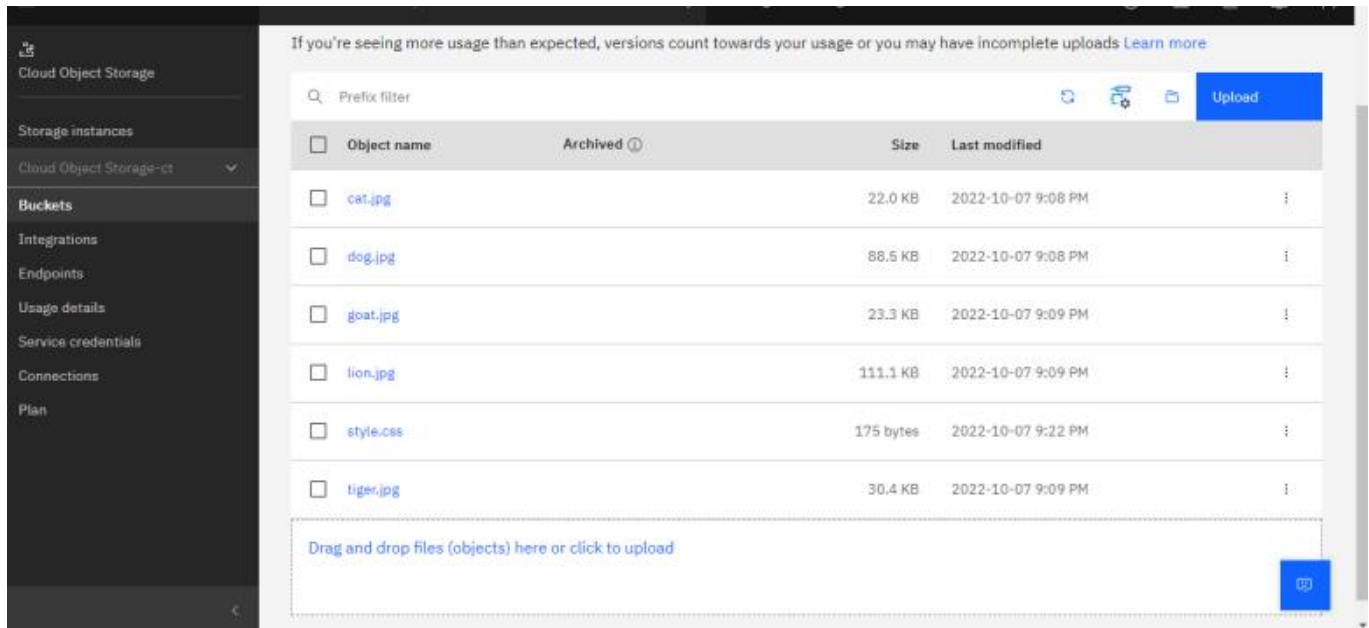 Cloud Object Storage
Storage instances
Cloud Object Storage-ct
Buckets
Integrations
Endpoints
Usage details
Service credentials
Connections
Plan
If you're seeing more usage than expected, versions count towards your usage or you may have incomplete uploads Learn more
Prefix filter Upload
Object name Archived Size Last modified
cat.jpg 22.0 KB 2022-10-07 9:08 PM
dog.jpg 88.5 KB 2022-10-07 9:08 PM
goat.jpg 23.3 KB 2022-10-07 9:09 PM
lion.jpg 111.1 KB 2022-10-07 9:09 PM
style.css 175 bytes 2022-10-07 9:22 PM
tiger.jpg 30.4 KB 2022-10-07 9:09 PM
Drag and drop files (objects) here or click to upload